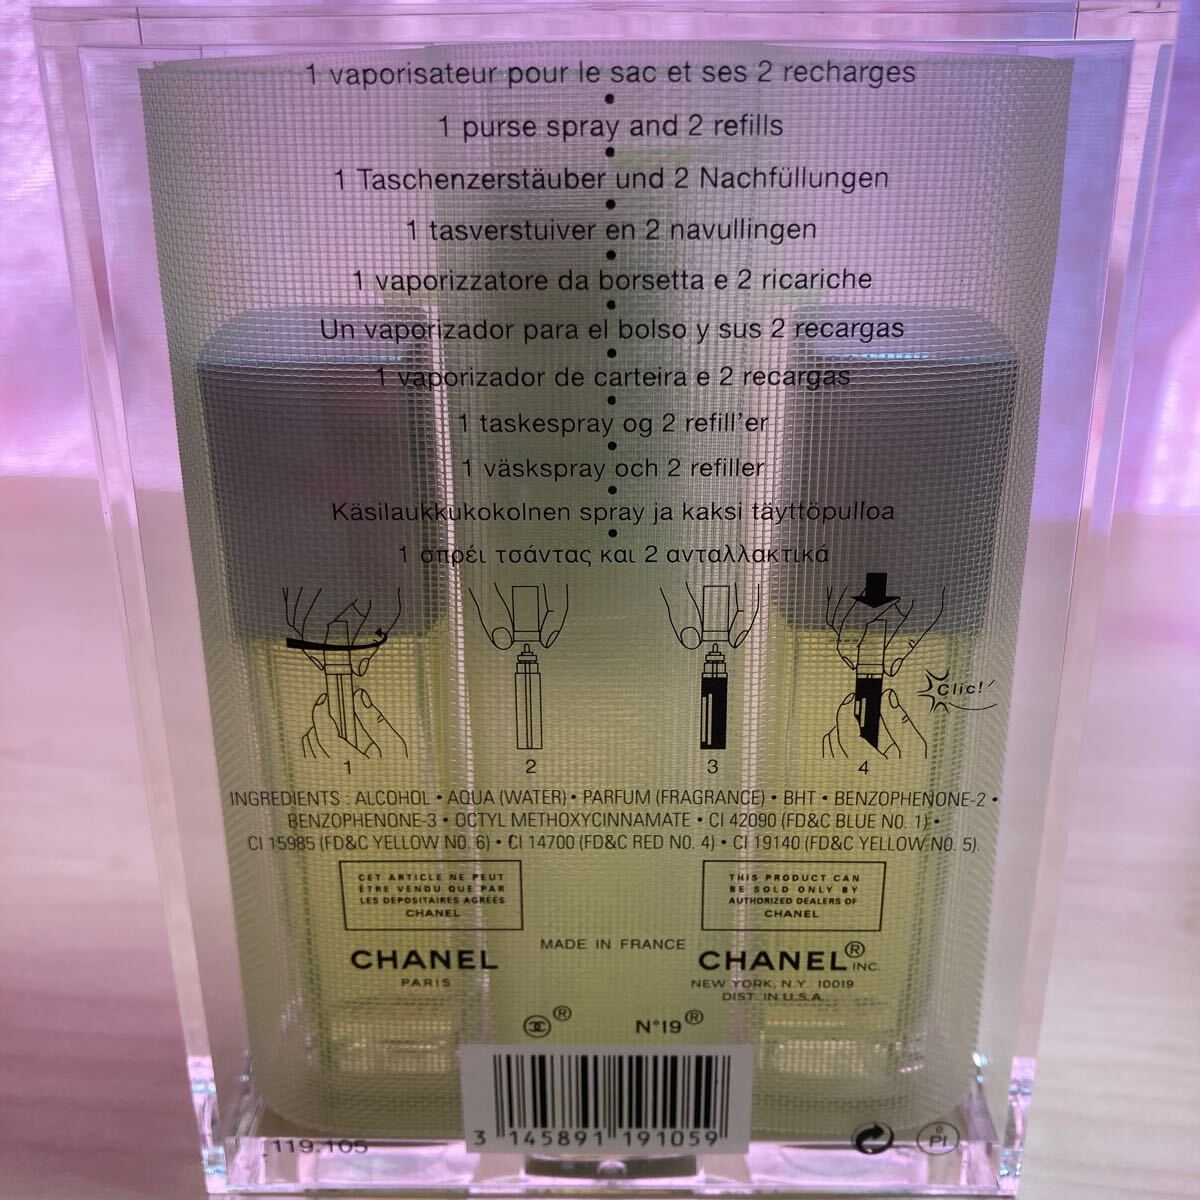 1 vaporisateur pour le sac et ses 2 recharges
•
1 purse spray and 2 refills
•
1 Taschenzerstäuber und 2 Nachfüllungen
•
1 tasverstuiver en 2 navullingen
•
1 vaporizzatore da borsetta e 2 ricariche
•
Un vaporizador para el bolso y sus 2 recargas
•
1 vaporizador de carteira e 2 recargas
•
1 taskespray og 2 refill'er
•
1 väskspray och 2 refiller
•
Käsilaukkukokolnen spray ja kaksi täyttöpulloa
•
1 σπρέι τσάντας και 2 ανταλλακτικά
Clic!
1 2 3 4
INGREDIENTS : ALCOHOL • AQUA (WATER) • PARFUM (FRAGRANCE) • BHT • BENZOPHENONE-2 •
BENZOPHENONE-3 • OCTYL METHOXYCINNAMATE • CI 42090 (FD&C BLUE NO. 1) •
CI 15985 (FD&C YELLOW NO. 6) • CI 14700 (FD&C RED NO. 4) • CI 19140 (FD&C YELLOW NO. 5).
CET ARTICLE NE PEUT
ÊTRE VENDU QUE PAR
LES DÉPOSITAIRES AGRÉÉS
CHANEL
THIS PRODUCT CAN
BE SOLD ONLY BY
AUTHORIZED DEALERS OF
CHANEL
MADE IN FRANCE
CHANEL
PARIS
CHANEL® INC.
NEW YORK, N.Y. 10019
DIST. IN U.S.A.
®
N°19®
3 145891 191059
119.105
PI